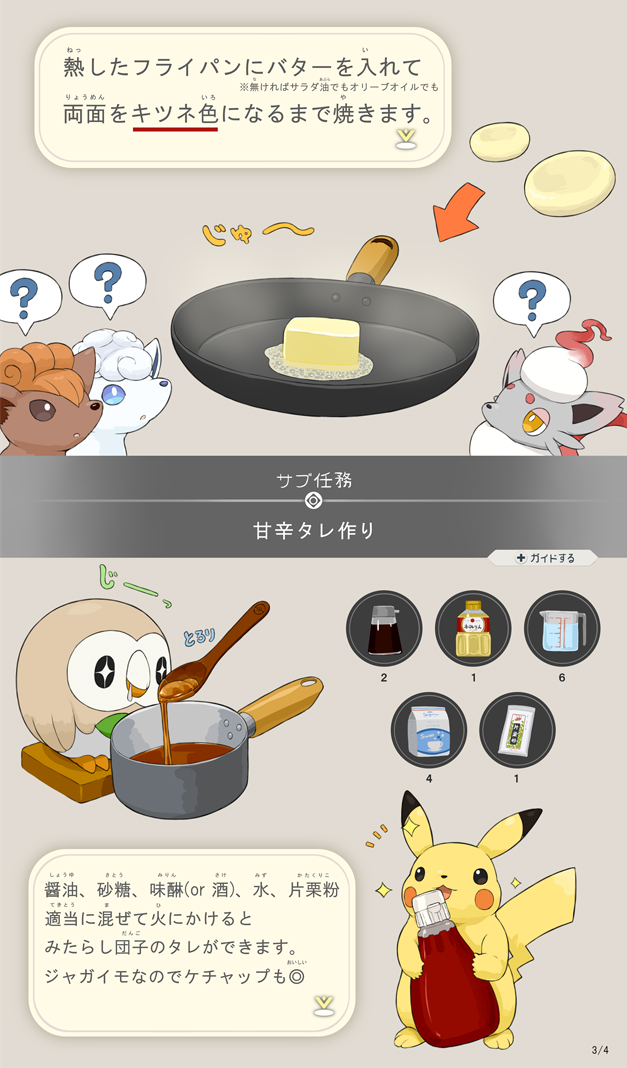 熱したフライパンにバターを入れて
※無ければサラダ油でもオリーブオイルでも
両面をキツネ色になるまで焼きます。
じゅ〜
?
?
?
サブ任務
甘辛タレ作り
ガイドする
じーっ
とろり
2
1
6
4
1
醤油、砂糖、味醂(or 酒)、水、片栗粉
適当に混ぜて火にかけると
みたらし団子のタレができます。
ジャガイモなのでケチャップも◎
3/4